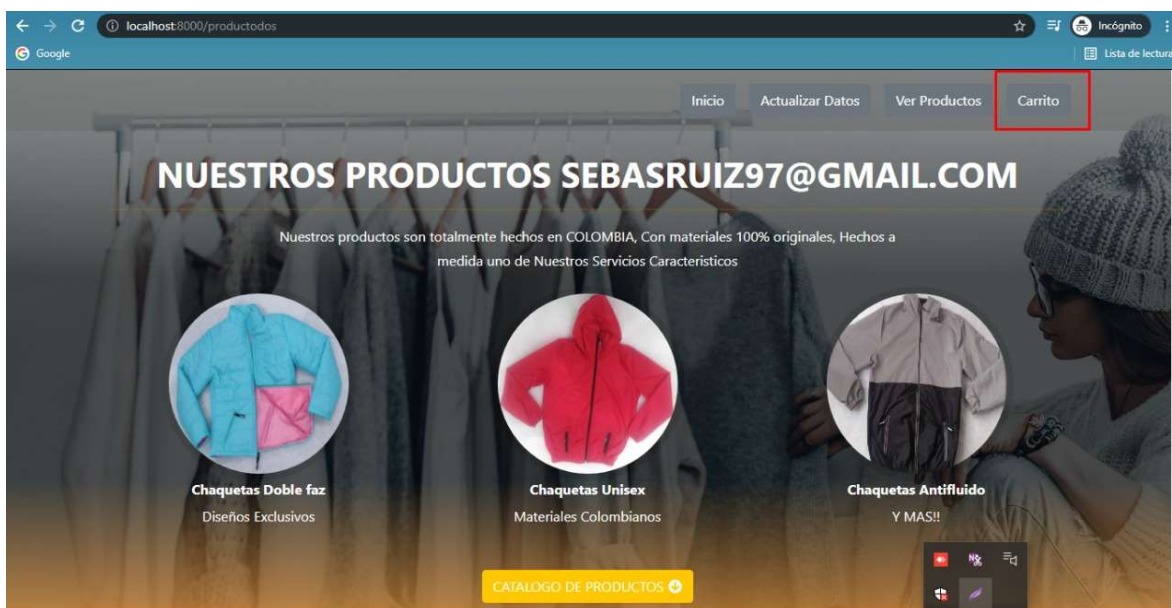 localhost:8000/productodos
Incógnito
Google
Lista de lectura
Inicio
Actualizar Datos
Ver Productos
Carrito
NUESTROS PRODUCTOS SEBASRUIZ97@GMAIL.COM
Nuestros productos son totalmente hechos en COLOMBIA, Con materiales 100% originales, Hechos a
medida uno de Nuestros Servicios Caracteristicos
Chaquetas Doble faz
Diseños Exclusivos
Chaquetas Unisex
Materiales Colombianos
Chaquetas Antifluido
Y MAS!!
CATALOGO DE PRODUCTOS